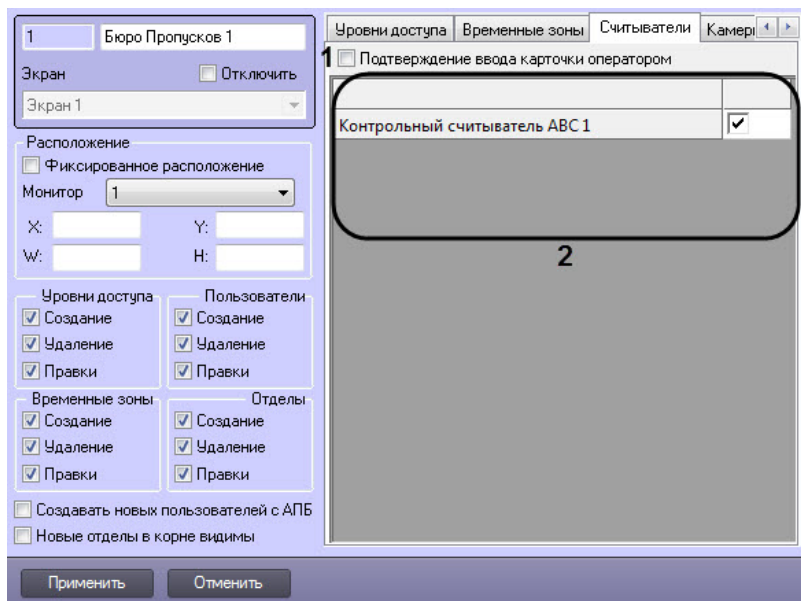 1 Бюро Пропусков 1
Экран Отключить
Экран 1
Расположение
Фиксированное расположение
Монитор 1
X: Y:
W: H:
Уровни доступа Пользователи
Создание Создание
Удаление Удаление
Правки Правки
Временные зоны Отделы
Создание Создание
Удаление Удаление
Правки Правки
Создавать новых пользователей с АПБ
Новые отделы в корне видимы
Уровни доступа Временные зоны Считыватели Камеры
1 Подтверждение ввода карточки оператором
Контрольный считыватель ABC 1
2
Применить Отменить